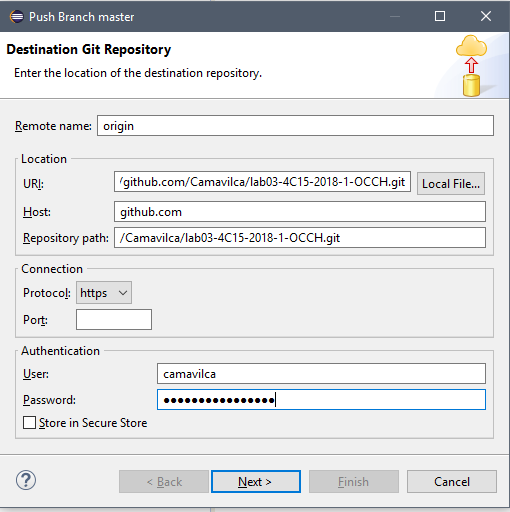 Push Branch master
Destination Git Repository
Enter the location of the destination repository.
Remote name: origin
Location
URI: /github.com/Camavilca/lab03-4C15-2018-1-OCCH.git Local File...
Host: github.com
Repository path: /Camavilca/lab03-4C15-2018-1-OCCH.git
Connection
Protocol: https
Port:
Authentication
User: camavilca
Password: ●●●●●●●●●●●●●●●●
Store in Secure Store
? < Back Next > Finish Cancel